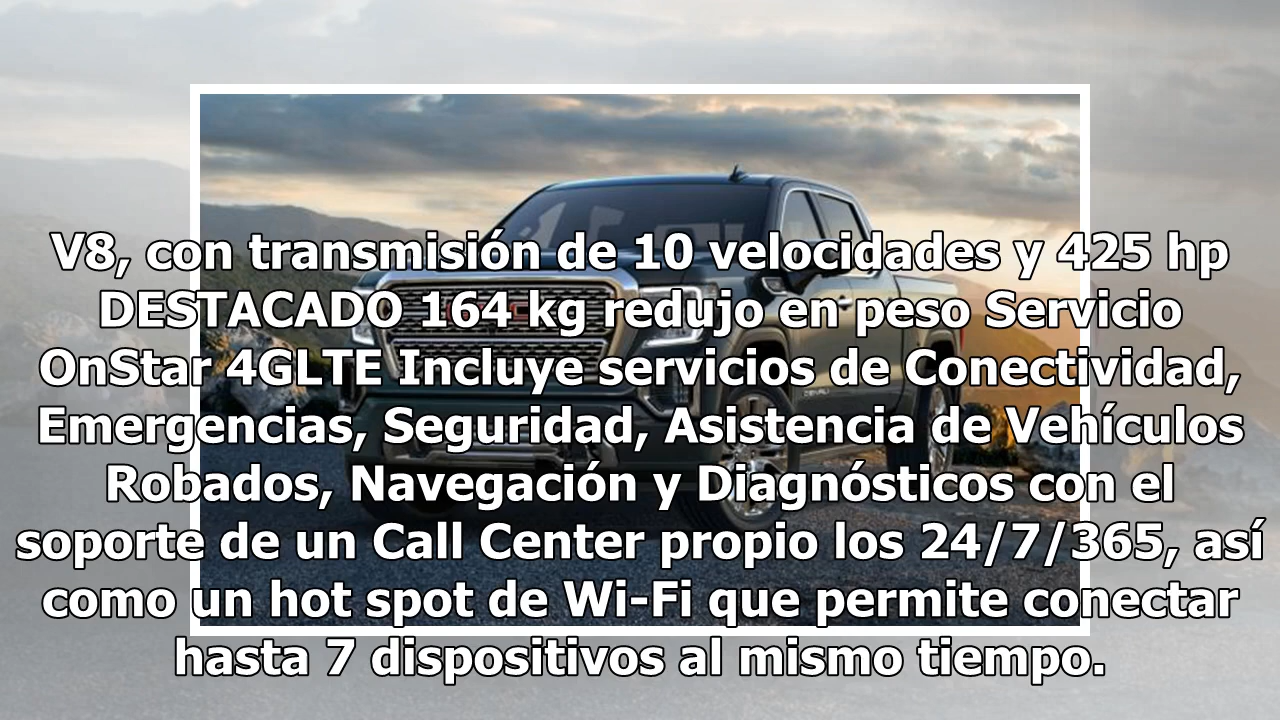 V8, con transmisión de 10 velocidades y 425 hp
DESTACADO 164 kg redujo en peso Servicio
OnStar 4GLTE Incluye servicios de Conectividad,
Emergencias, Seguridad, Asistencia de Vehículos
Robados, Navegación y Diagnósticos con el
soporte de un Call Center propio los 24/7/365, así
como un hot spot de Wi-Fi que permite conectar
hasta 7 dispositivos al mismo tiempo.
DENALI